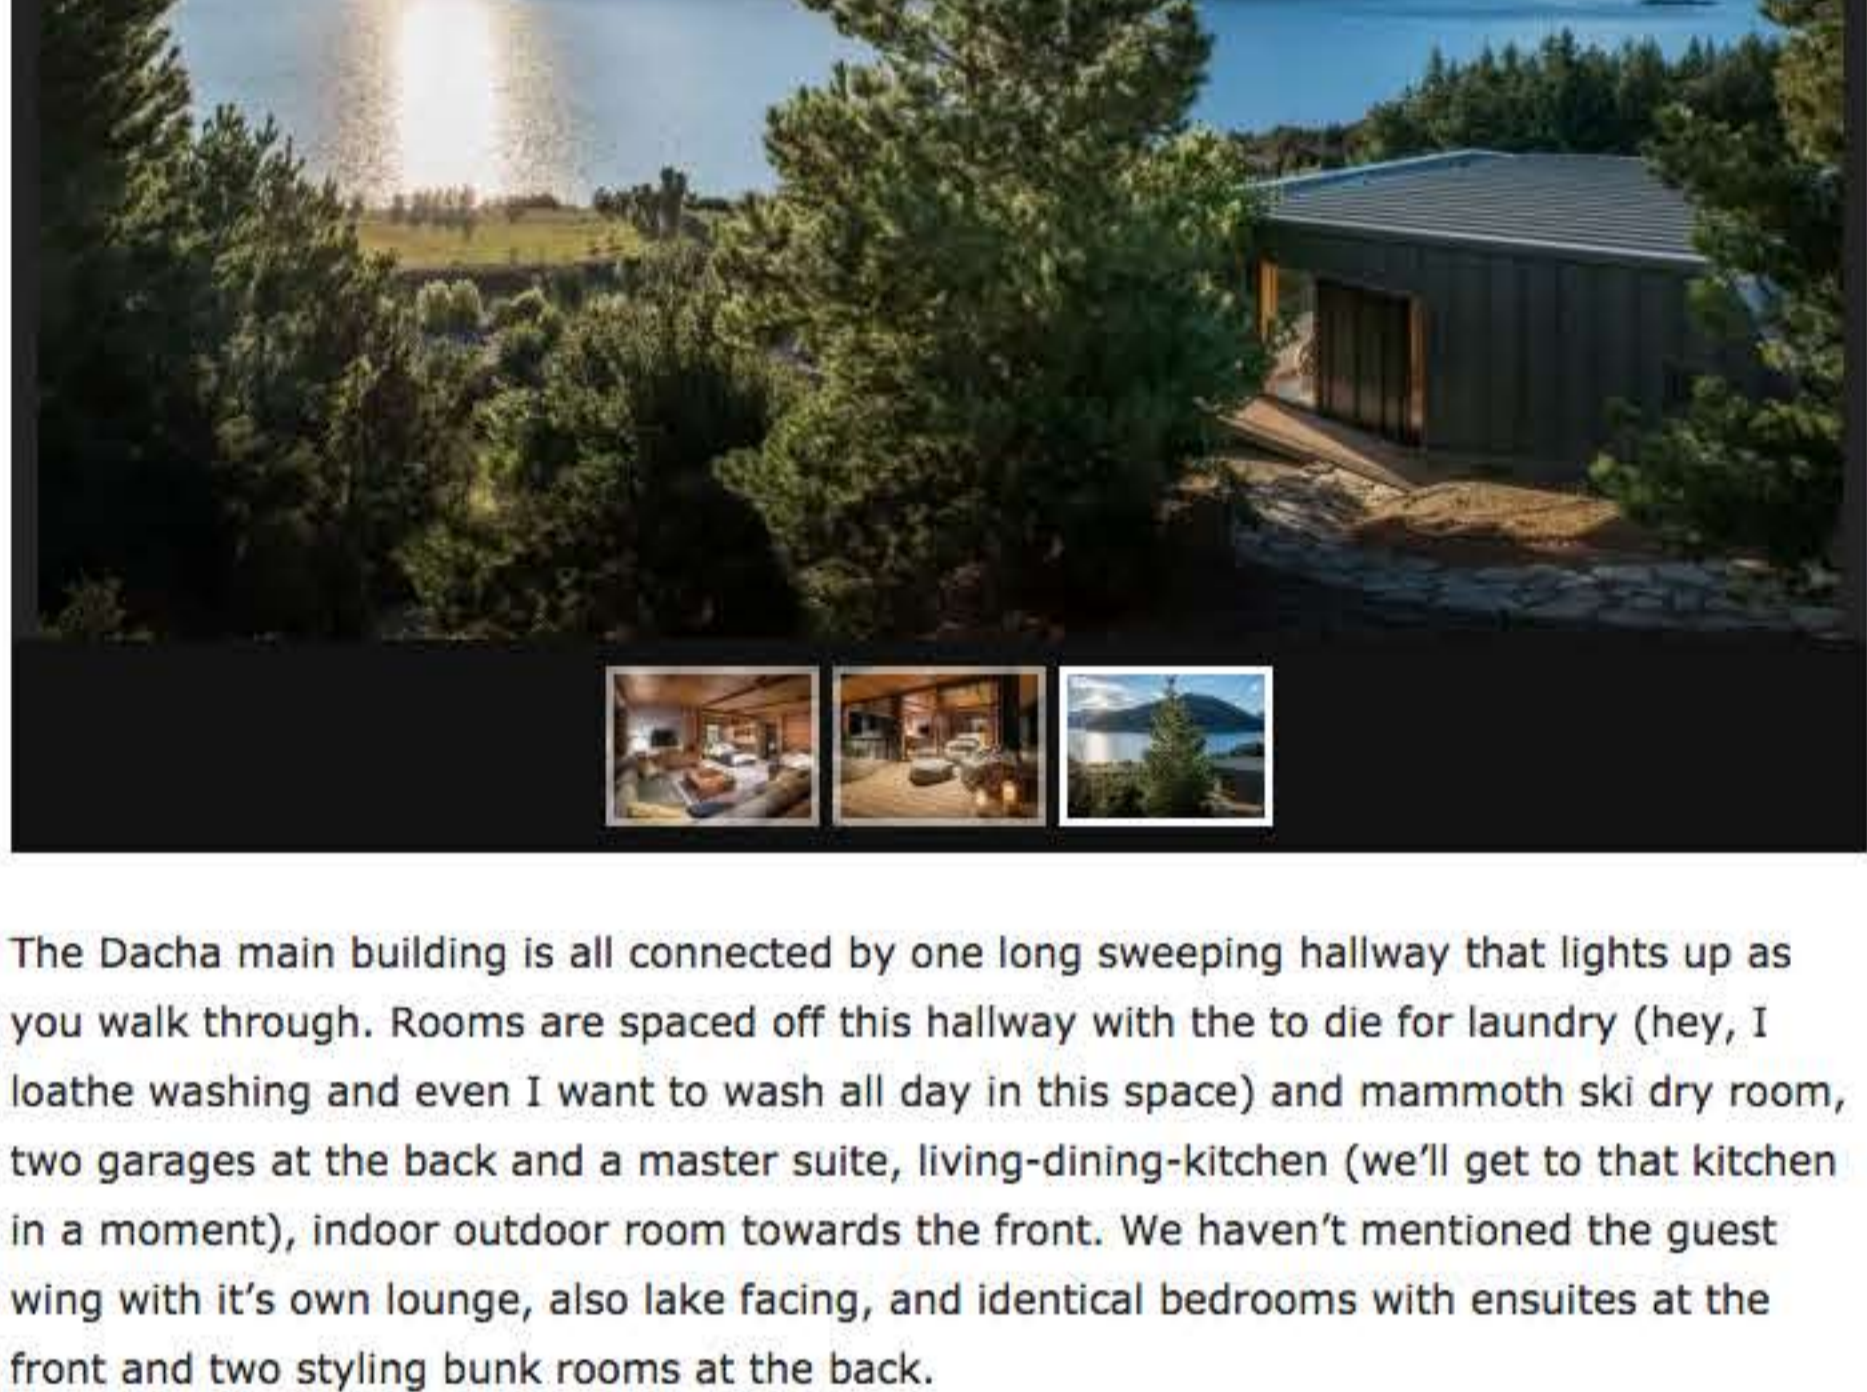 The Dacha main building is all connected by one long sweeping hallway that lights up as
you walk through. Rooms are spaced off this hallway with the to die for laundry (hey, I
loathe washing and even I want to wash all day in this space) and mammoth ski dry room,
two garages at the back and a master suite, living-dining-kitchen (we’ll get to that kitchen
in a moment), indoor outdoor room towards the front. We haven’t mentioned the guest
wing with it’s own lounge, also lake facing, and identical bedrooms with ensuites at the
front and two styling bunk rooms at the back.